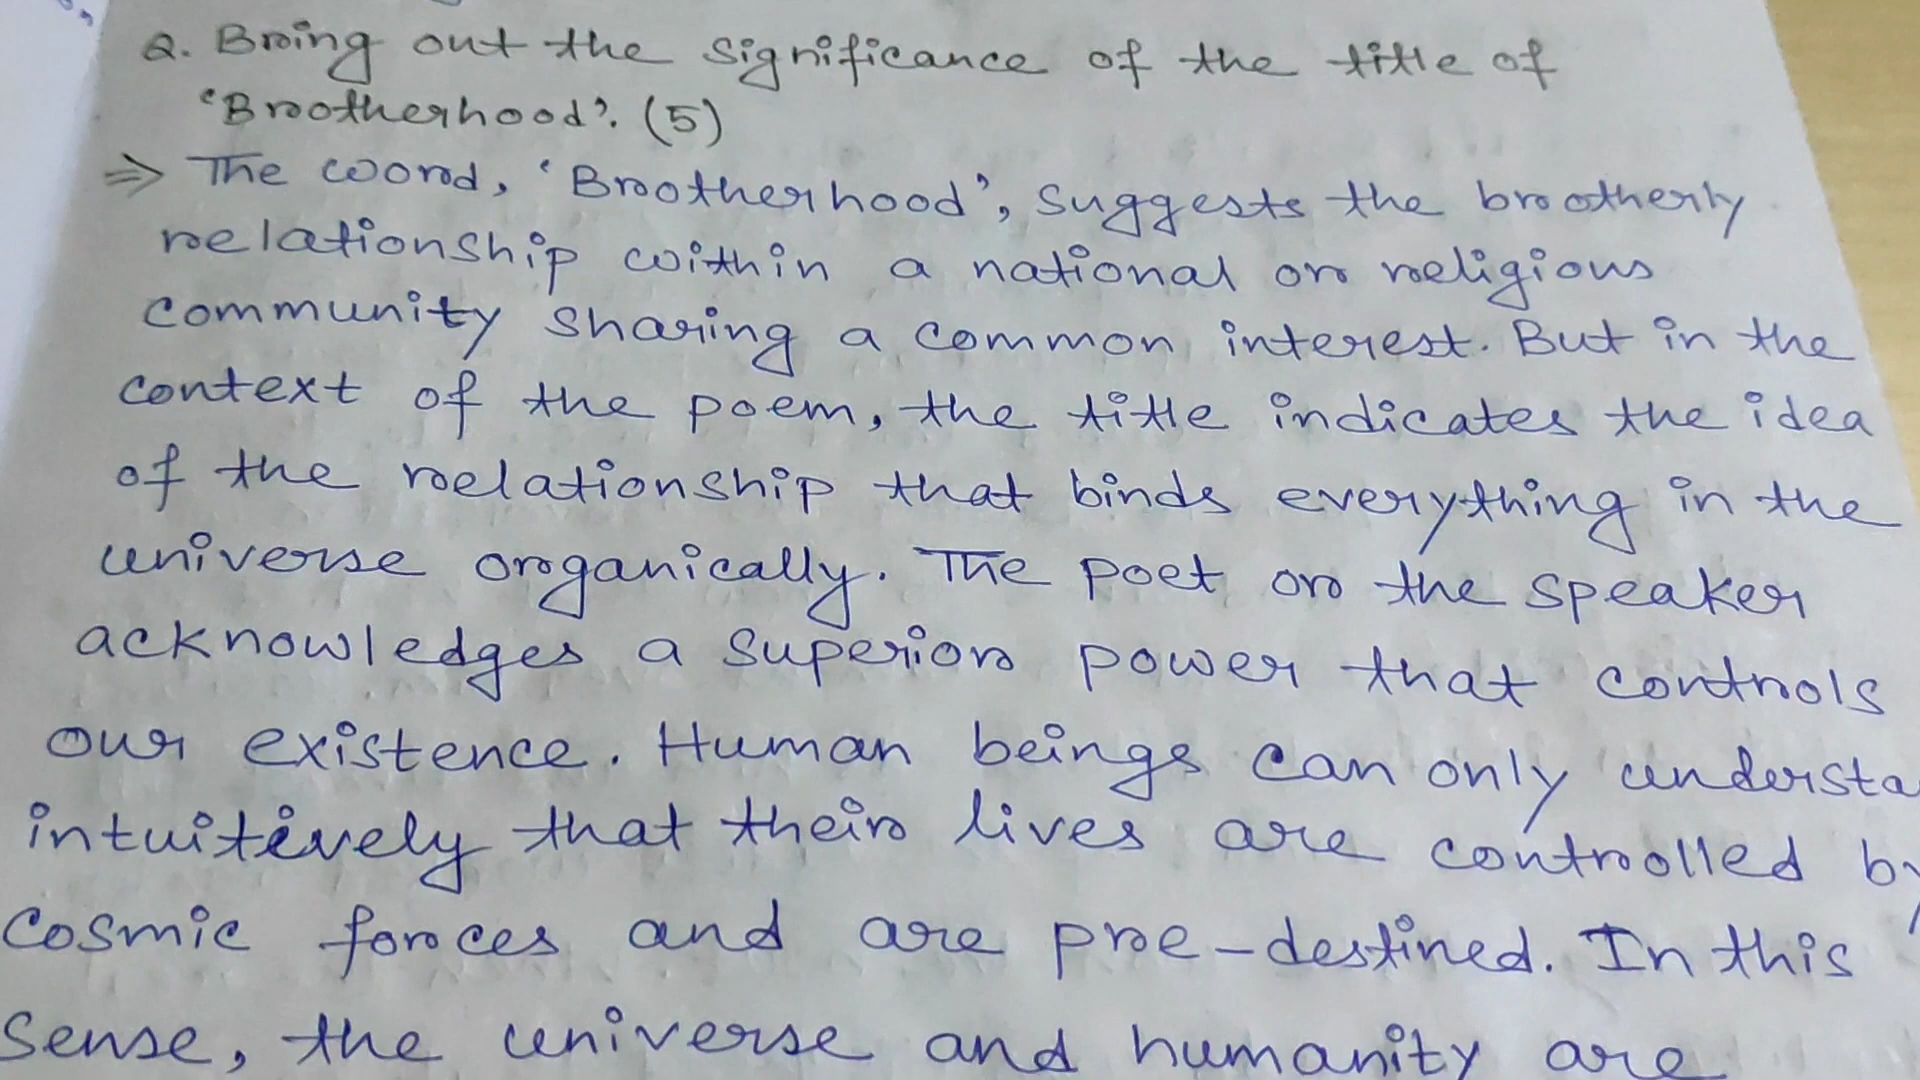 Q. Bring out the significance of the title of
'Brotherhood'. (5)
⇒ The word, 'Brotherhood', suggests the brotherly
relationship within a national or religious
community sharing a common interest. But in the
context of the poem, the title indicates the idea
of the relationship that binds everything in the
universe organically. The poet or the speaker
acknowledges a superior power that controls
our existence. Human beings can only understa
intuitively that their lives are controlled by
cosmic forces and are pre-destined. In this
sense, the universe and humanity are